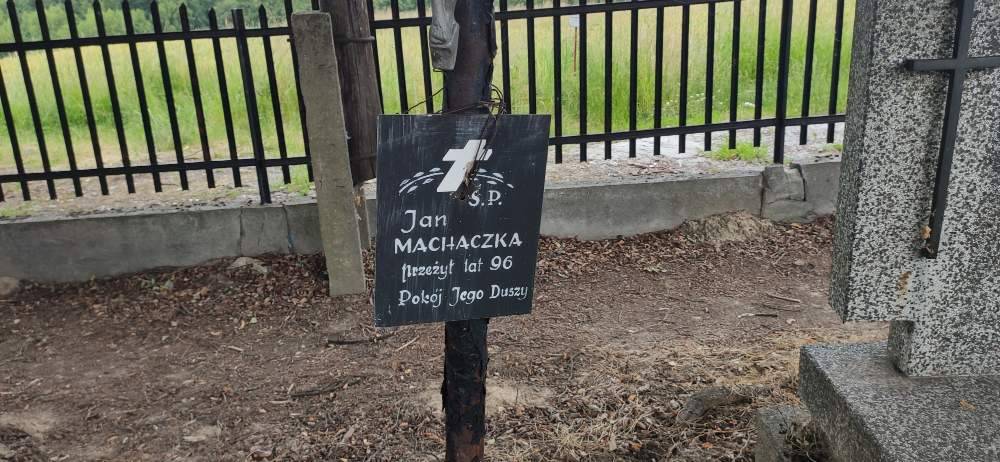 Ś.P.
Jan
MACHACZKA
przeżył lat 96
Pokój Jego Duszy